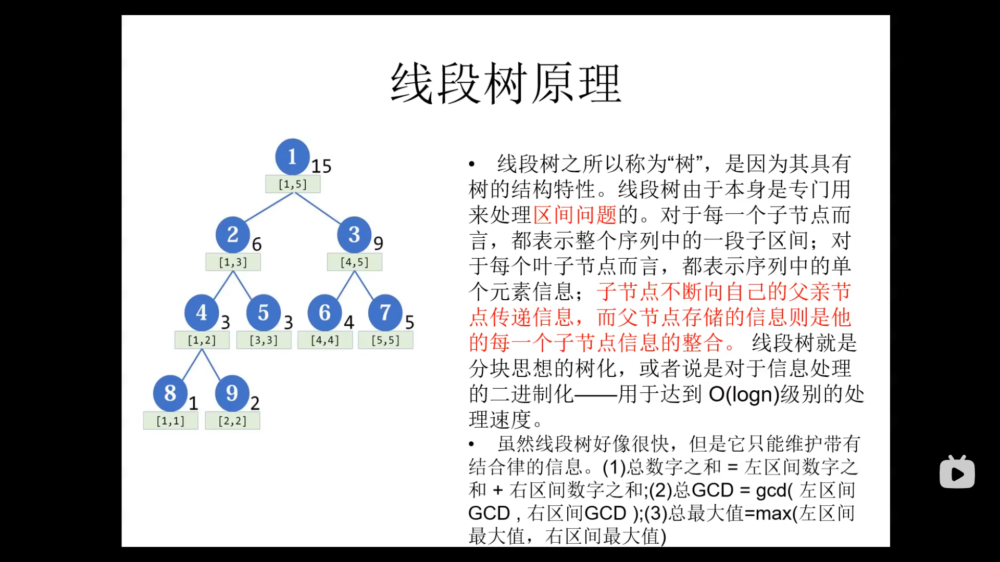 线段树原理
1
15
[1,5]
2
6
3
9
[1,3]
[4,5]
4
3
5
3
6
4
7
5
[1,2]
[3,3]
[4,4]
[5,5]
8
1
9
2
[1,1]
[2,2]
• 线段树之所以称为“树”，是因为其具有
树的结构特性。线段树由于本身是专门用
来处理区间问题的。对于每一个子节点而
言，都表示整个序列中的一段子区间；对
于每个叶子节点而言，都表示序列中的单
个元素信息；子节点不断向自己的父亲节
点传递信息，而父节点存储的信息则是他
的每一个子节点信息的整合。 线段树就是
分块思想的树化，或者说是对于信息处理
的二进制化——用于达到 O(logn)级别的处
理速度。
• 虽然线段树好像很快，但是它只能维护带有
结合律的信息。(1)总数字之和 = 左区间数字之
和 + 右区间数字之和;(2)总GCD = gcd( 左区间
GCD , 右区间GCD );(3)总最大值=max(左区间
最大值，右区间最大值)